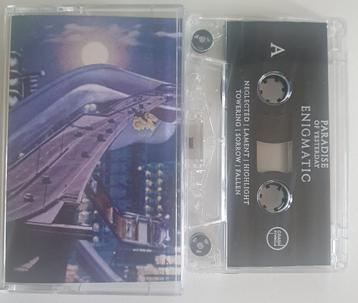 A
PARADISE
OF YESTERDAY
ENIGMATIC
NEGLECTED | LAMENT | HIGHLIGHT
TOWERING | SORROW | FALLEN